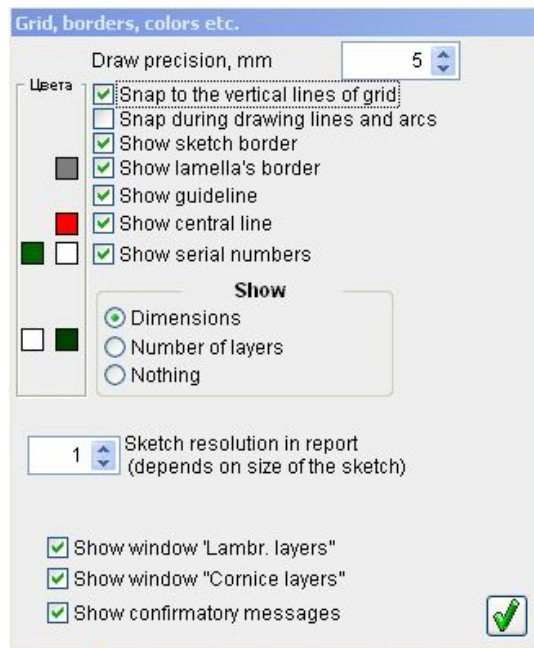 Grid, borders, colors etc.
Draw precision, mm 5
Цвета
Snap to the vertical lines of grid
Snap during drawing lines and arcs
Show sketch border
Show lamella's border
Show guideline
Show central line
Show serial numbers
Show
Dimensions
Number of layers
Nothing
1 Sketch resolution in report
(depends on size of the sketch)
Show window 'Lambr. layers"
Show window "Cornice layers"
Show confirmatory messages